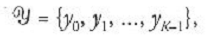 𝒴 = {y₀, y₁, ..., y_{K−1}},